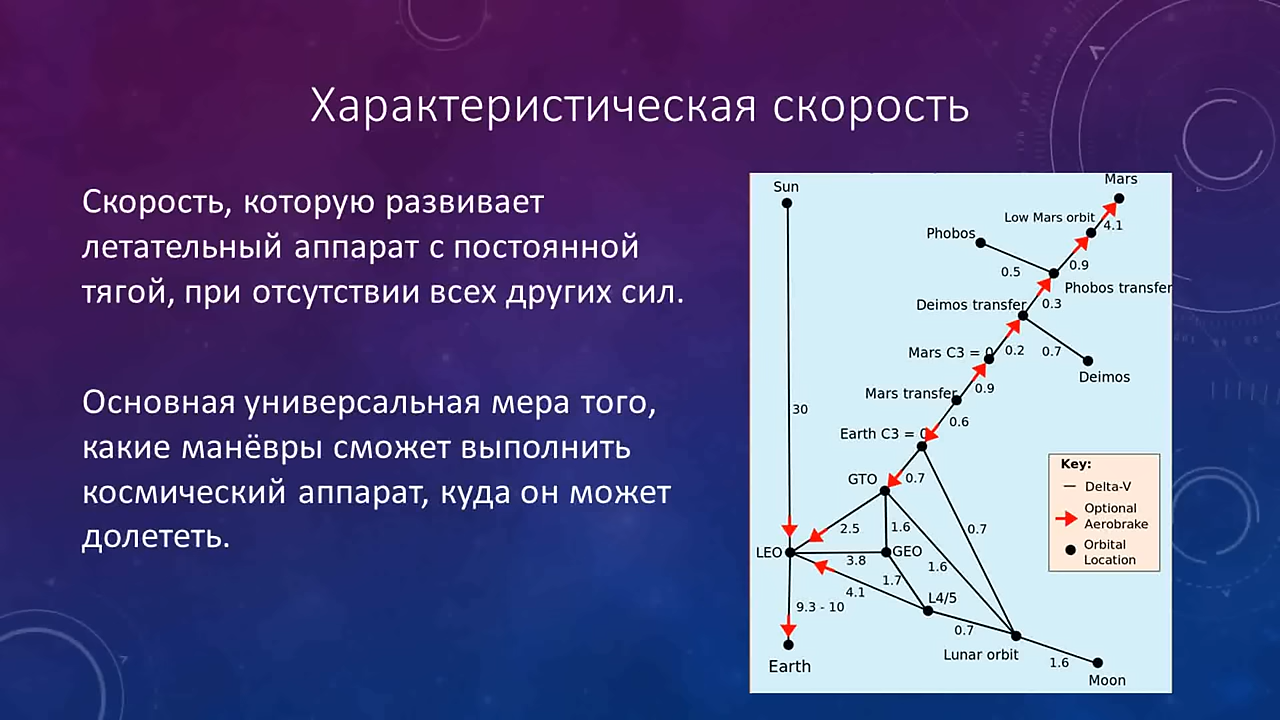 Характеристическая скорость
Скорость, которую развивает
летательный аппарат с постоянной
тягой, при отсутствии всех других сил.
Основная универсальная мера того,
какие манёвры сможет выполнить
космический аппарат, куда он может
долететь.
Sun
Mars
Low Mars orbit
4.1
Phobos
0.9
0.5
Phobos transfer
Deimos transfer
0.3
Mars C3 = 0
0.2
0.7
Deimos
0.9
Mars transfer
30
0.6
Earth C3 = 0
GTO
0.7
2.5
1.6
0.7
LEO
GEO
3.8
1.6
1.7
4.1
L4/5
9.3 - 10
0.7
Lunar orbit
1.6
Earth
Moon
Key:
Delta-V
Optional
Aerobrake
Orbital
Location